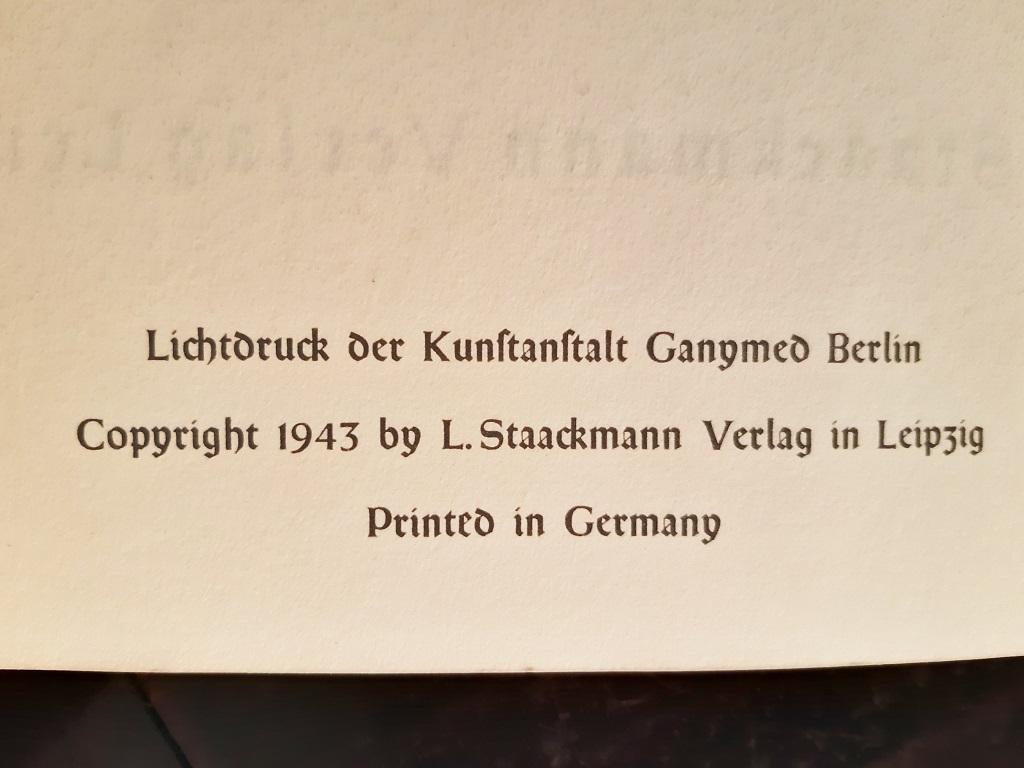 Lichtdruck der Kunſtanſtalt Ganymed Berlin
Copyright 1943 by L. Staackmann Verlag in Leipzig
Printed in Germany